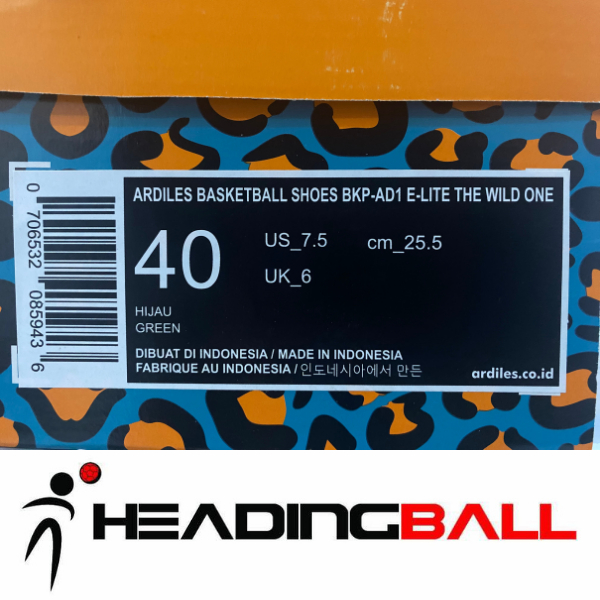 ARDILES BASKETBALL SHOES BKP-AD1 E-LITE THE WILD ONE
40
US_7.5
cm_25.5
UK_6
HIJAU
GREEN
DIBUAT DI INDONESIA / MADE IN INDONESIA
FABRIQUE AU INDONESIA / 인도네시아에서 만든
ardiles.co.id
0 706532 085943 6
HEADINGBALL